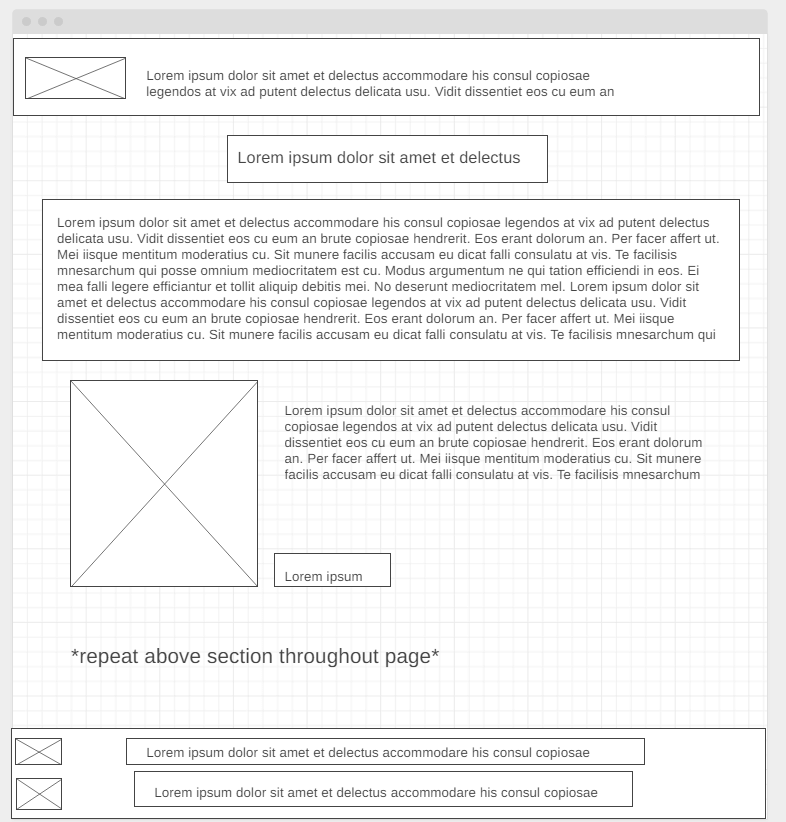 Lorem ipsum dolor sit amet et delectus accommodare his consul copiosae
legendos at vix ad putent delectus delicata usu. Vidit dissentiet eos cu eum an
Lorem ipsum dolor sit amet et delectus
Lorem ipsum dolor sit amet et delectus accommodare his consul copiosae legendos at vix ad putent delectus
delicata usu. Vidit dissentiet eos cu eum an brute copiosae hendrerit. Eos erant dolorum an. Per facer affert ut.
Mei iisque mentitum moderatius cu. Sit munere facilis accusam eu dicat falli consulatu at vis. Te facilisis
mnesarchum qui posse omnium mediocritatem est cu. Modus argumentum ne qui tation efficiendi in eos. Ei
mea falli legere efficiantur et tollit aliquip debitis mei. No deserunt mediocritatem mel. Lorem ipsum dolor sit
amet et delectus accommodare his consul copiosae legendos at vix ad putent delectus delicata usu. Vidit
dissentiet eos cu eum an brute copiosae hendrerit. Eos erant dolorum an. Per facer affert ut. Mei iisque
mentitum moderatius cu. Sit munere facilis accusam eu dicat falli consulatu at vis. Te facilisis mnesarchum qui
Lorem ipsum dolor sit amet et delectus accommodare his consul
copiosae legendos at vix ad putent delectus delicata usu. Vidit
dissentiet eos cu eum an brute copiosae hendrerit. Eos erant dolorum
an. Per facer affert ut. Mei iisque mentitum moderatius cu. Sit munere
facilis accusam eu dicat falli consulatu at vis. Te facilisis mnesarchum
Lorem ipsum
*repeat above section throughout page*
Lorem ipsum dolor sit amet et delectus accommodare his consul copiosae
Lorem ipsum dolor sit amet et delectus accommodare his consul copiosae